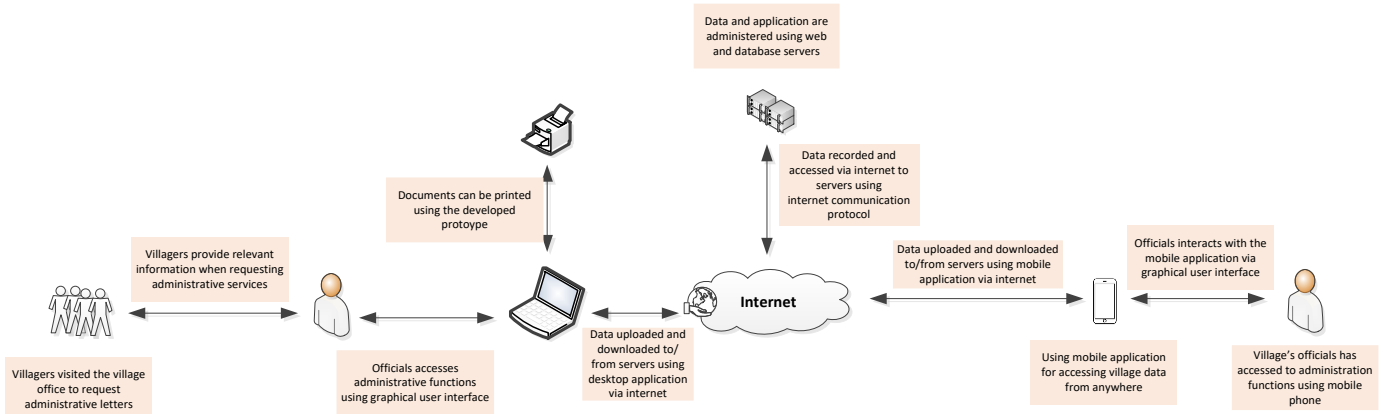 Data and application are
administered using web
and database servers
Data recorded and
accessed via internet to
servers using
internet communication
protocol
Documents can be printed
using the developed
protoype
Villagers provide relevant
information when requesting
administrative services
Data uploaded and downloaded
to/from servers using mobile
application via internet
Officials interacts with the
mobile application via
graphical user interface
Internet
Villagers visited the village
office to request
administrative letters
Officials accesses
administrative functions
using graphical user interface
Data uploaded and
downloaded to/
from servers using
desktop application
via internet
Using mobile application
for accessing village data
from anywhere
Village's officials has
accessed to administration
functions using mobile
phone